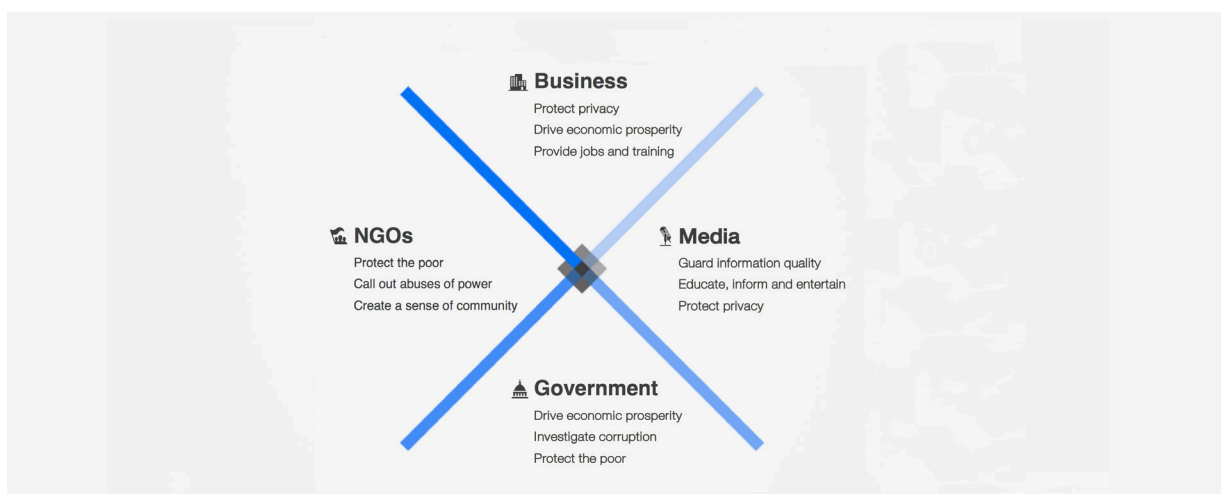 Business
Protect privacy
Drive economic prosperity
Provide jobs and training
NGOs
Protect the poor
Call out abuses of power
Create a sense of community
Media
Guard information quality
Educate, inform and entertain
Protect privacy
Government
Drive economic prosperity
Investigate corruption
Protect the poor